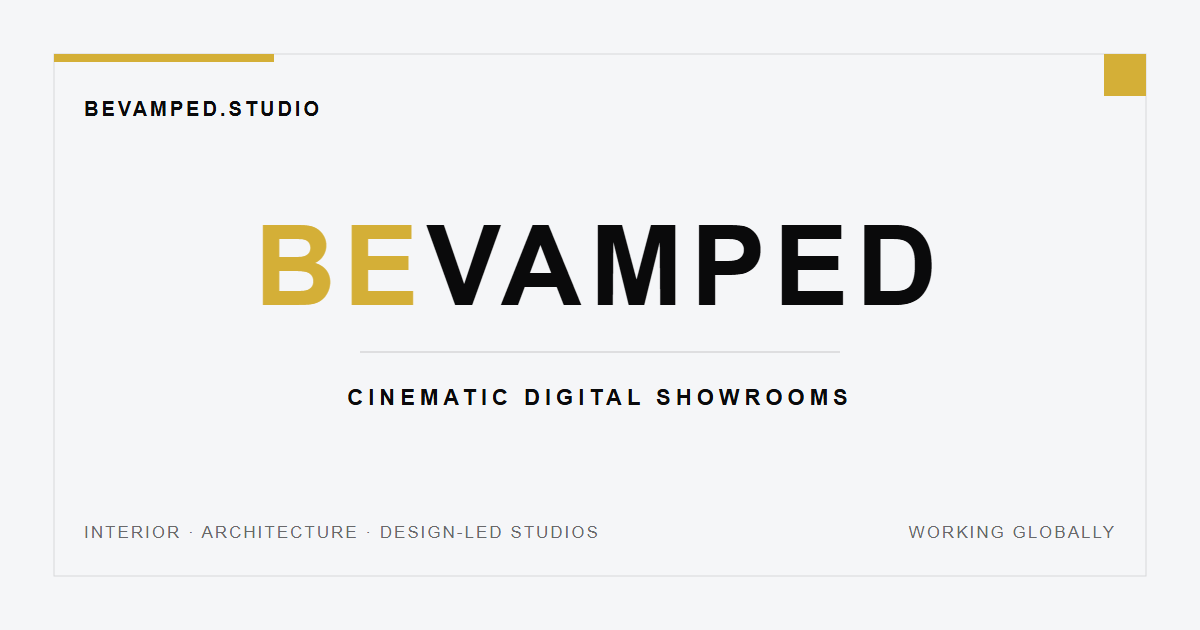 BEVAMPED.STUDIO
BEVAMPED
CINEMATIC DIGITAL SHOWROOMS
INTERIOR · ARCHITECTURE · DESIGN-LED STUDIOS
WORKING GLOBALLY